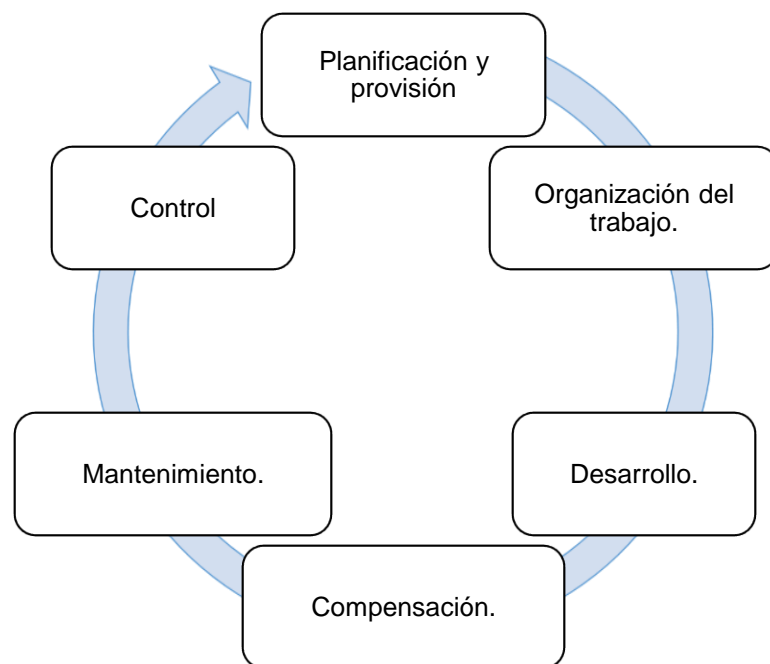 Planificación y
provisión
Organización del
trabajo.
Desarrollo.
Compensación.
Mantenimiento.
Control